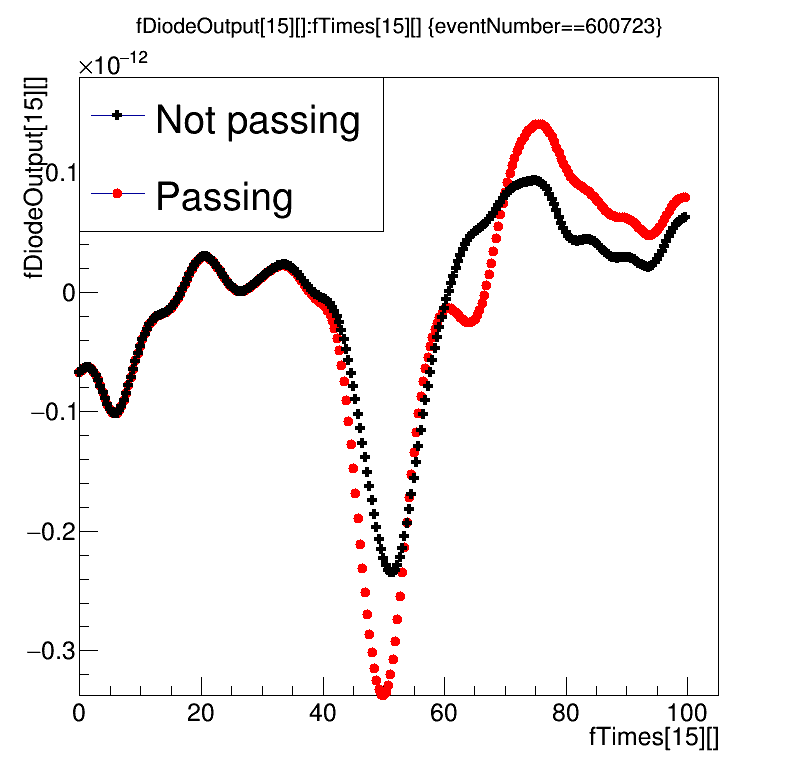 fDiodeOutput[15][]:fTimes[15][] {eventNumber==600723}
×10⁻¹²
fDiodeOutput[15][]
Not passing
Passing
0.1
0
−0.1
−0.2
−0.3
0 20 40 60 80 100
fTimes[15][]